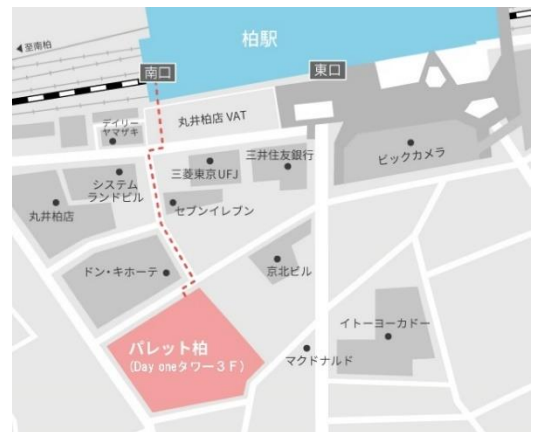 柏駅
◀至南柏
南口
東口
丸井柏店 VAT
デイリー
ヤマザキ
三井住友銀行
ビックカメラ
三菱東京UFJ
システム
ランドビル
丸井柏店
セブンイレブン
ドン・キホーテ
京北ビル
イトーヨーカドー
パレット柏
(Day oneタワー３F)
マクドナルド